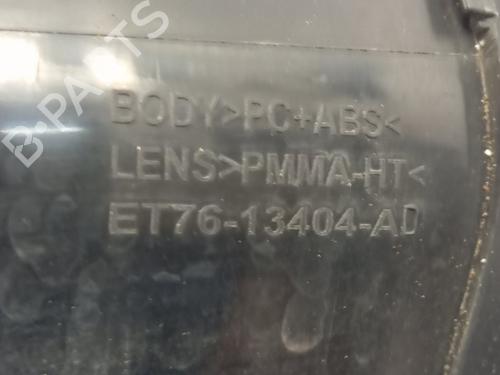 B-PARTS
BODY>PC+ABS<
LENS>PMMA-HT<
ET76-13404-AD